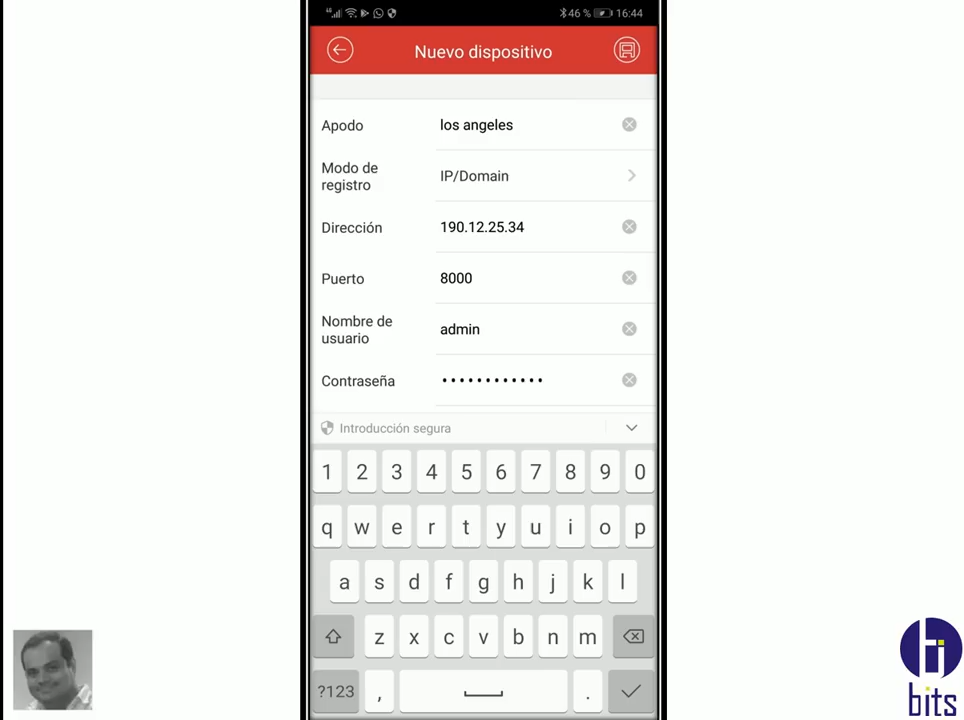 46 % 16:44
Nuevo dispositivo
Apodo los angeles
Modo de
registro
IP/Domain
Dirección 190.12.25.34
Puerto 8000
Nombre de
usuario
admin
Contraseña ••••••••••••
Introducción segura
1 2 3 4 5 6 7 8 9 0
q w e r t y u i o p
a s d f g h j k l
z x c v b n m
?123 , .
hi
bits